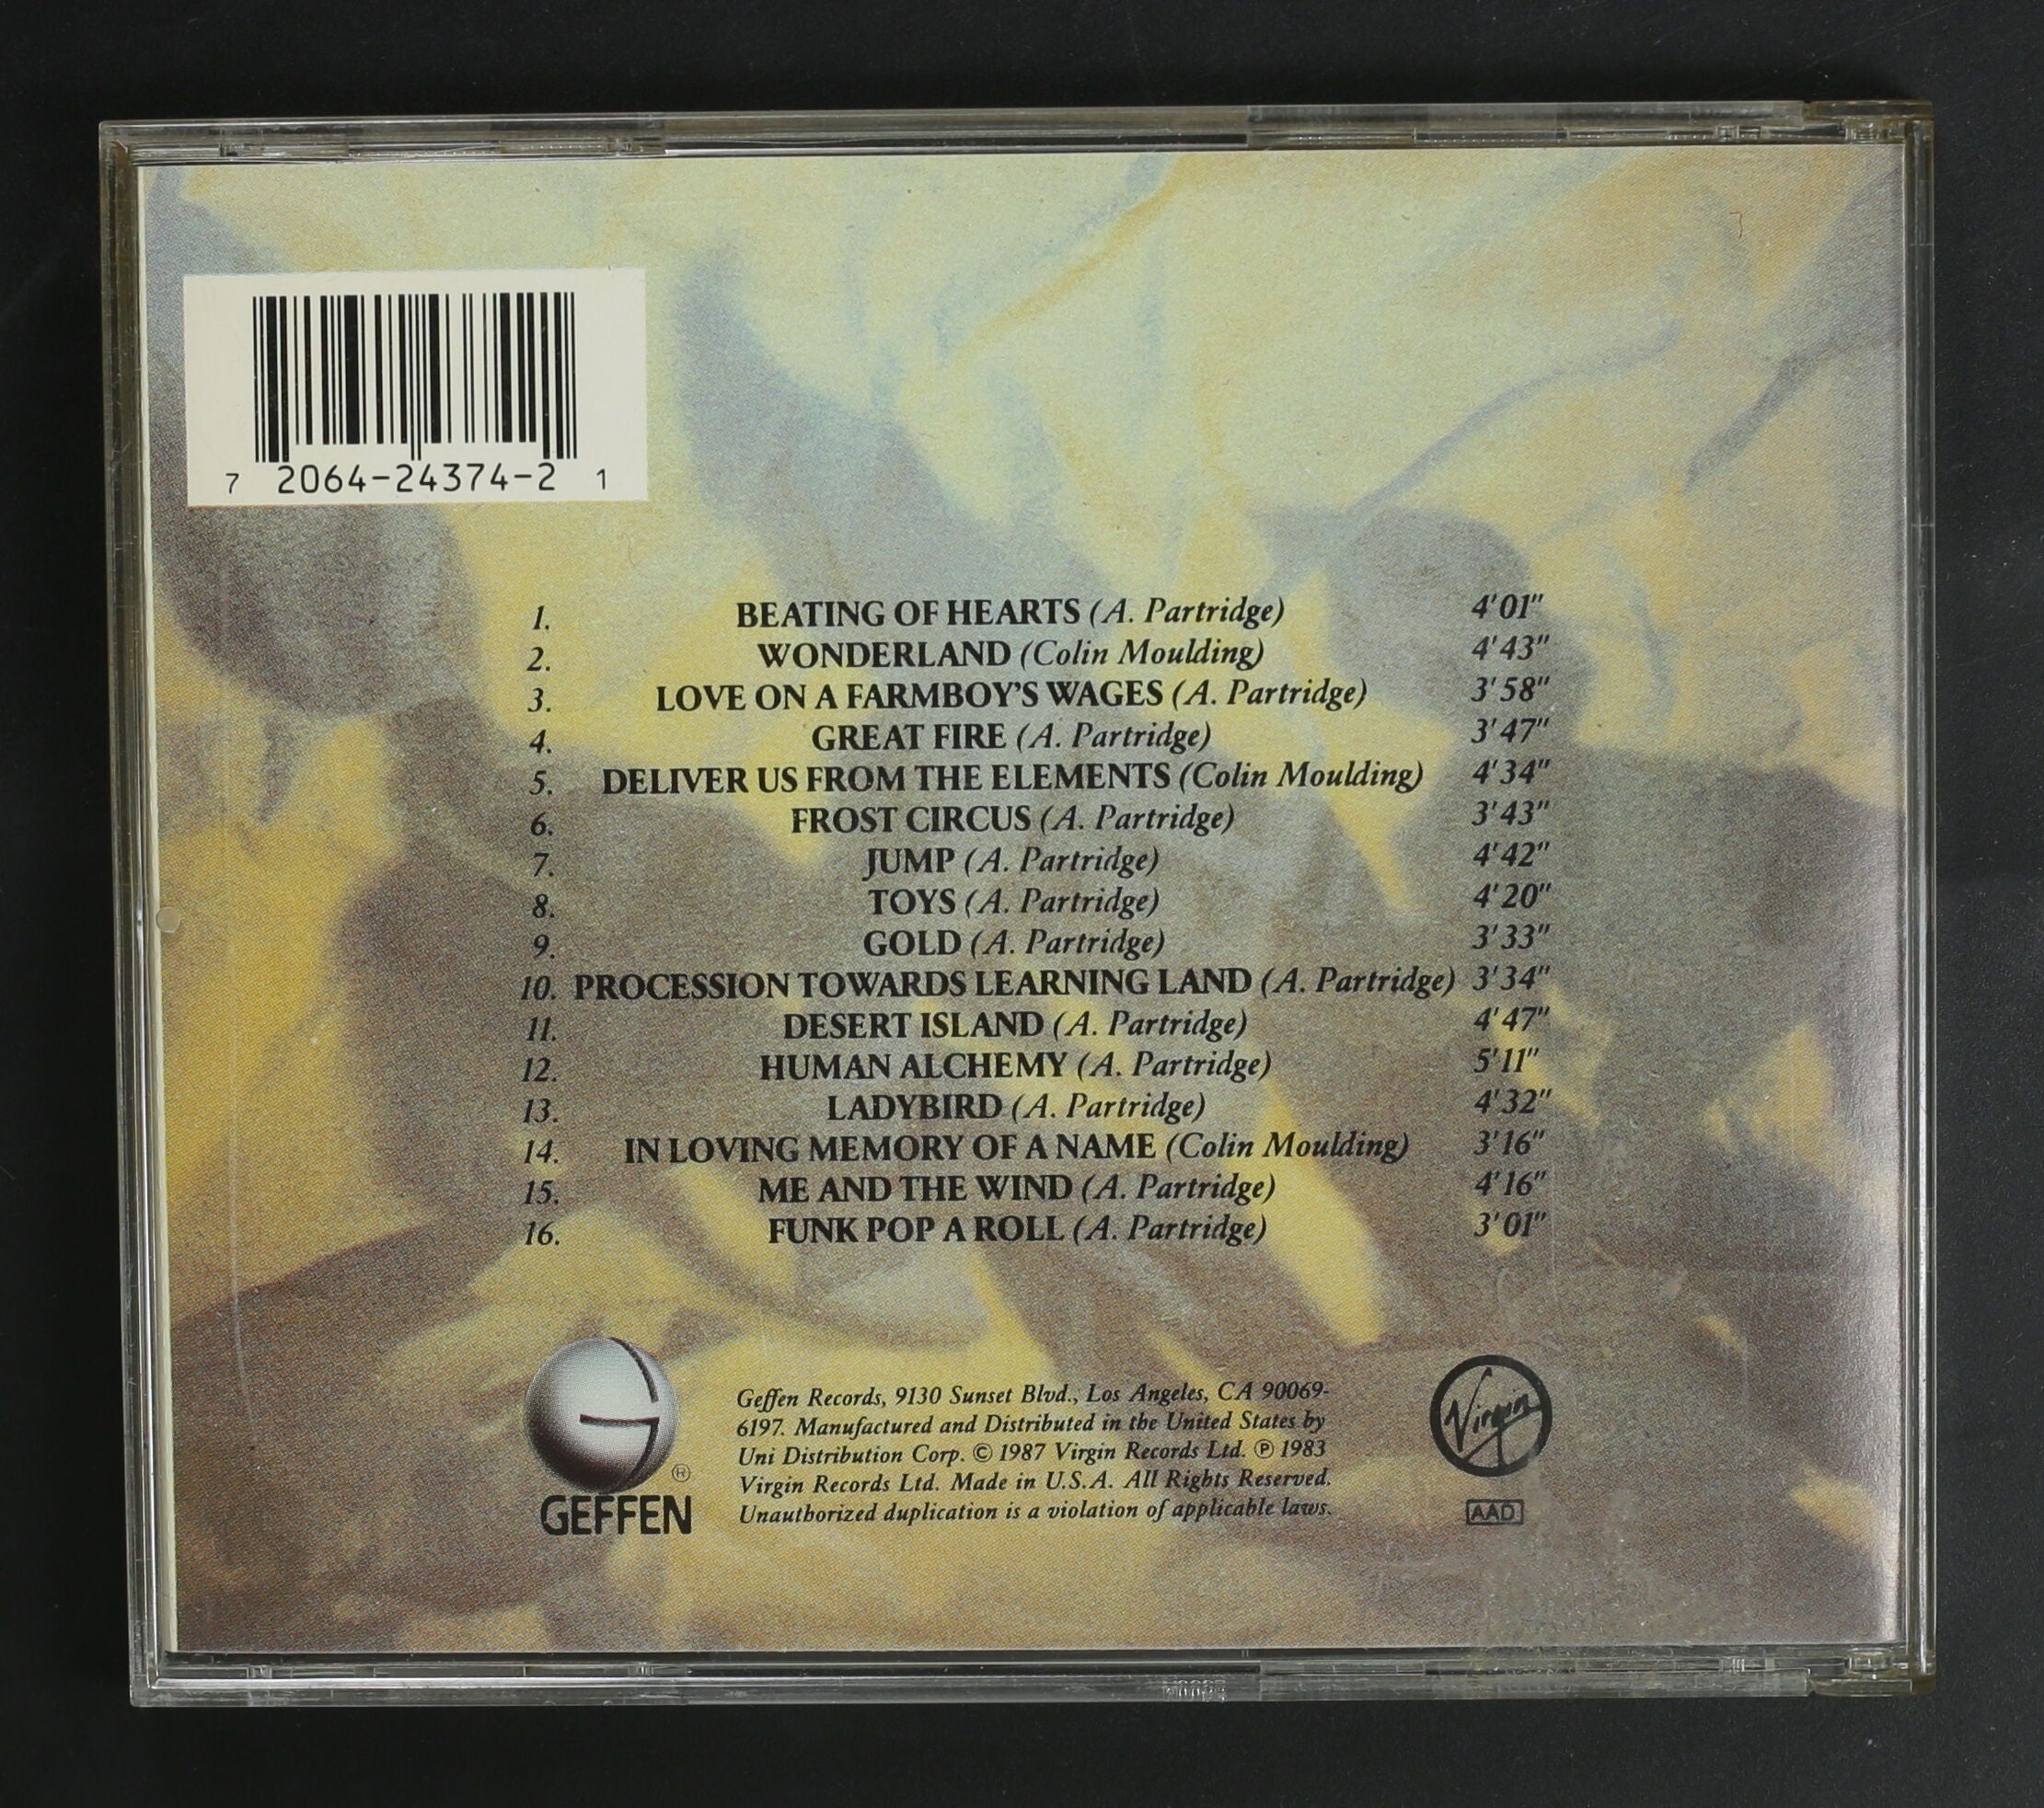 7 2064-24374-2 1
1. BEATING OF HEARTS (A. Partridge) 4'01"
2. WONDERLAND (Colin Moulding) 4'43"
3. LOVE ON A FARMBOY'S WAGES (A. Partridge) 3'58"
4. GREAT FIRE (A. Partridge) 3'47"
5. DELIVER US FROM THE ELEMENTS (Colin Moulding) 4'34"
6. FROST CIRCUS (A. Partridge) 3'43"
7. JUMP (A. Partridge) 4'42"
8. TOYS (A. Partridge) 4'20"
9. GOLD (A. Partridge) 3'33"
10. PROCESSION TOWARDS LEARNING LAND (A. Partridge) 3'34"
11. DESERT ISLAND (A. Partridge) 4'47"
12. HUMAN ALCHEMY (A. Partridge) 5'11"
13. LADYBIRD (A. Partridge) 4'32"
14. IN LOVING MEMORY OF A NAME (Colin Moulding) 3'16"
15. ME AND THE WIND (A. Partridge) 4'16"
16. FUNK POP A ROLL (A. Partridge) 3'01"
GEFFEN ®
Geffen Records, 9130 Sunset Blvd., Los Angeles, CA 90069-
6197. Manufactured and Distributed in the United States by
Uni Distribution Corp. © 1987 Virgin Records Ltd. ℗ 1983
Virgin Records Ltd. Made in U.S.A. All Rights Reserved.
Unauthorized duplication is a violation of applicable laws.
Virgin
AAD